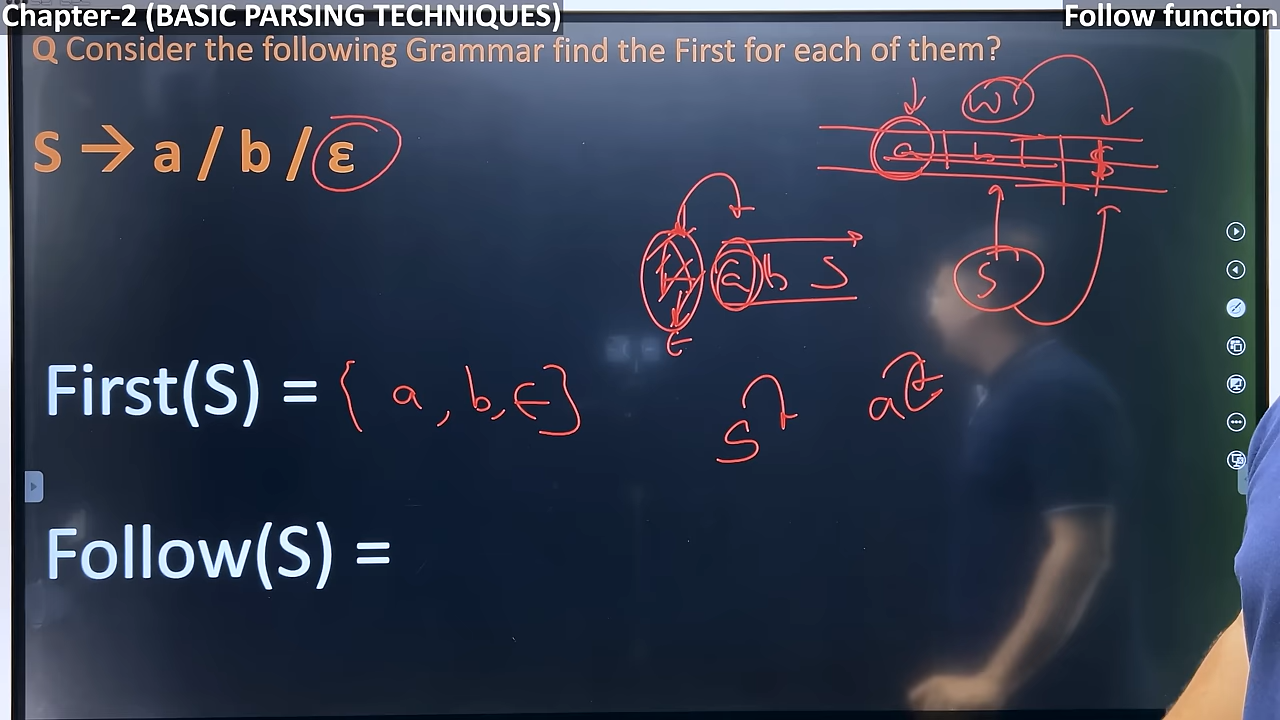 Chapter-2 (BASIC PARSING TECHNIQUES)
Follow function
Q Consider the following Grammar find the First for each of them?
S → a / b / ε
w
a b $
A a b S
ε
S
First(S) = { a, b, ε }
S
a
Follow(S) =